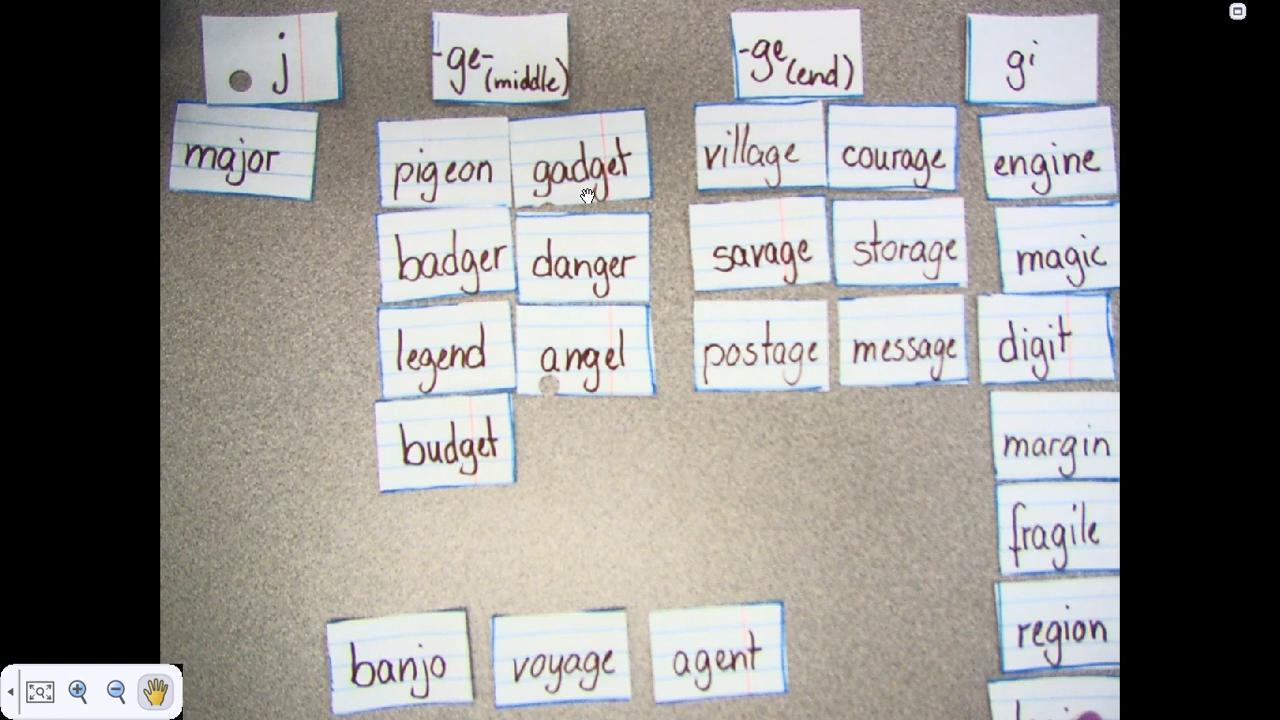 j
-ge- (middle)
-ge (end)
gi
major
pigeon gadget
village courage
engine
badger danger
savage storage
magic
legend angel
postage message
digit
budget
margin
fragile
region
banjo voyage agent